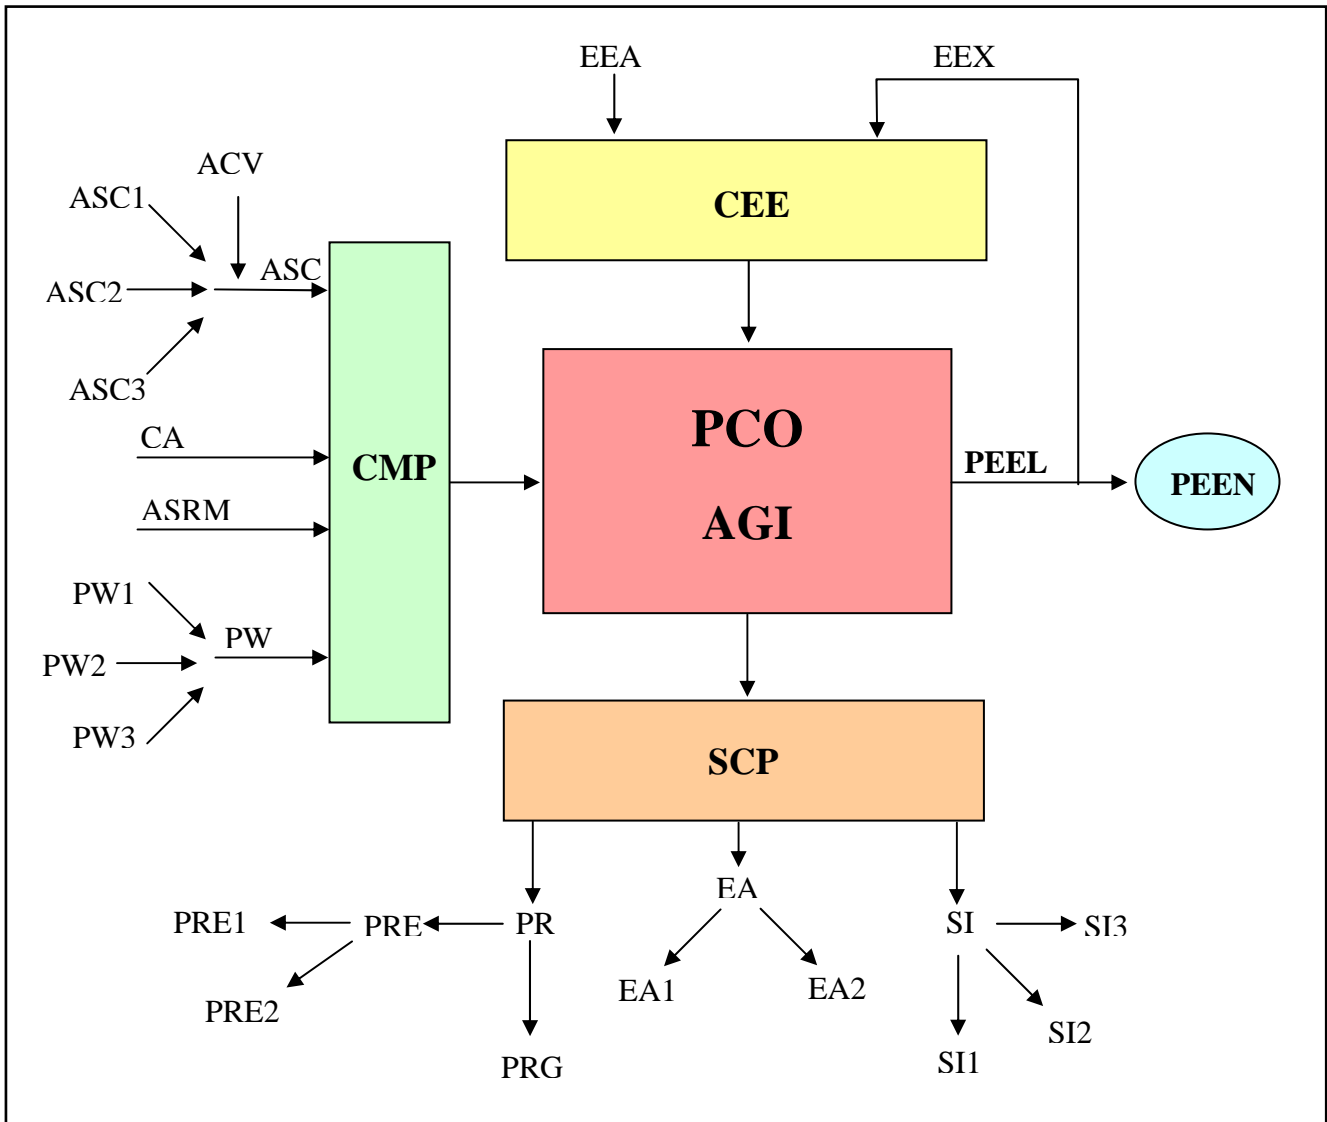 EEA
EEX
ACV
ASC1
CEE
ASC
ASC2
ASC3
PCO
CA
CMP
PEEL
PEEN
ASRM
AGI
PW1
PW
PW2
PW3
SCP
EA
PRE1
PRE
PR
SI
SI3
EA1
EA2
PRE2
SI2
PRG
SI1